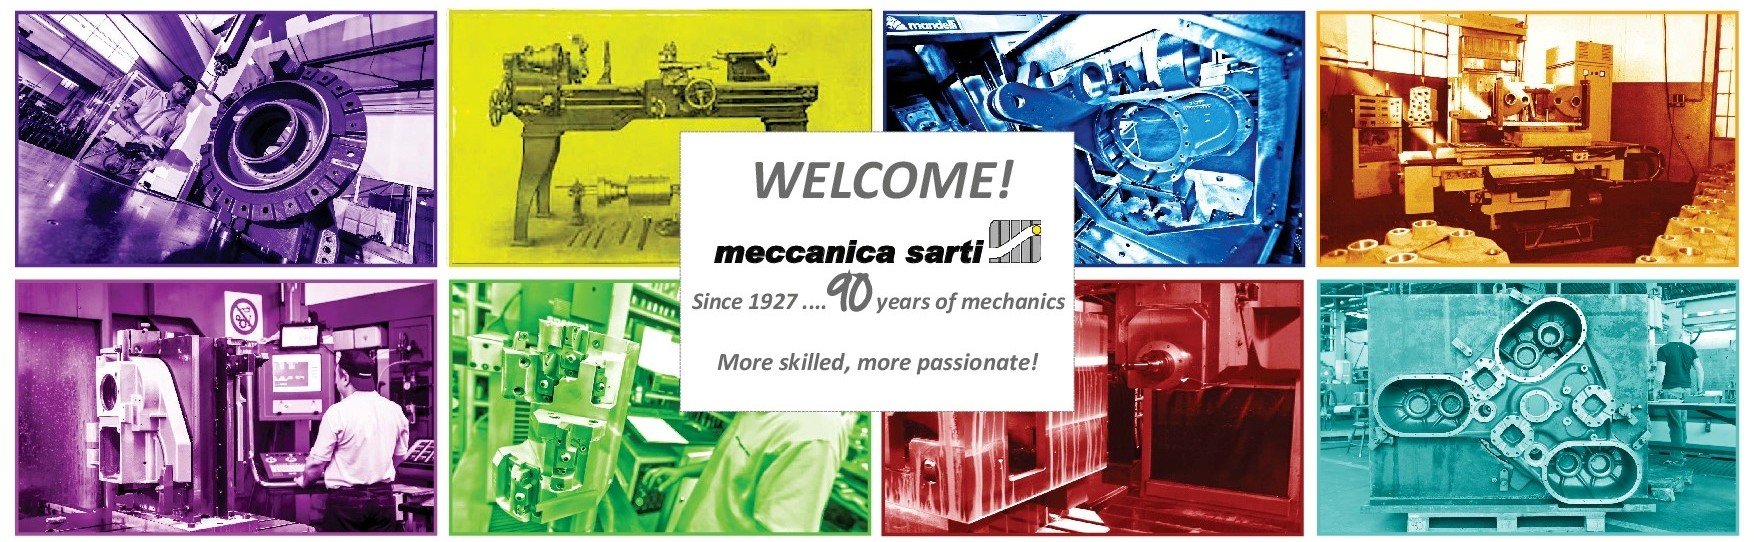 mandelli
WELCOME!
meccanica sarti
Since 1927 .... 90 years of mechanics
More skilled, more passionate!